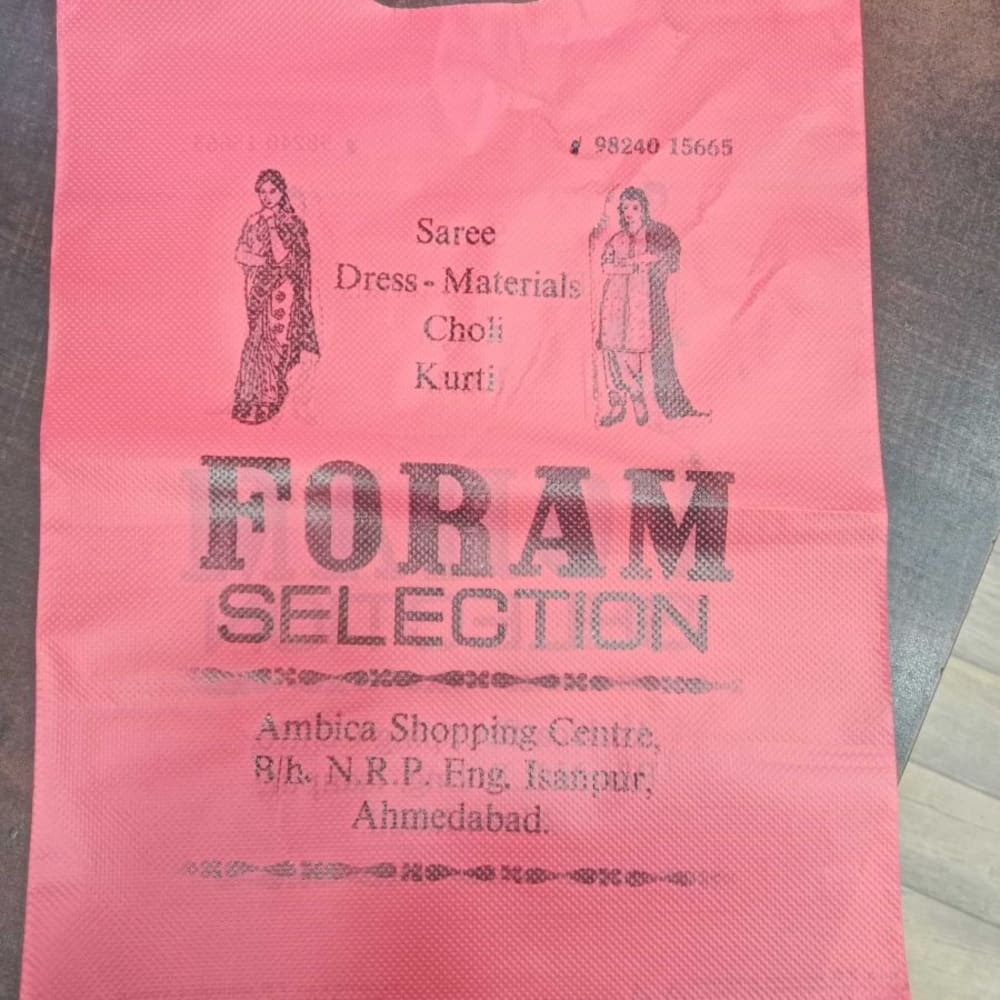 98240 15665
Saree
Dress - Materials
Choli
Kurti
FORAM
SELECTION
Ambica Shopping Centre,
B/h. N.R.P. Eng. Isanpur,
Ahmedabad.